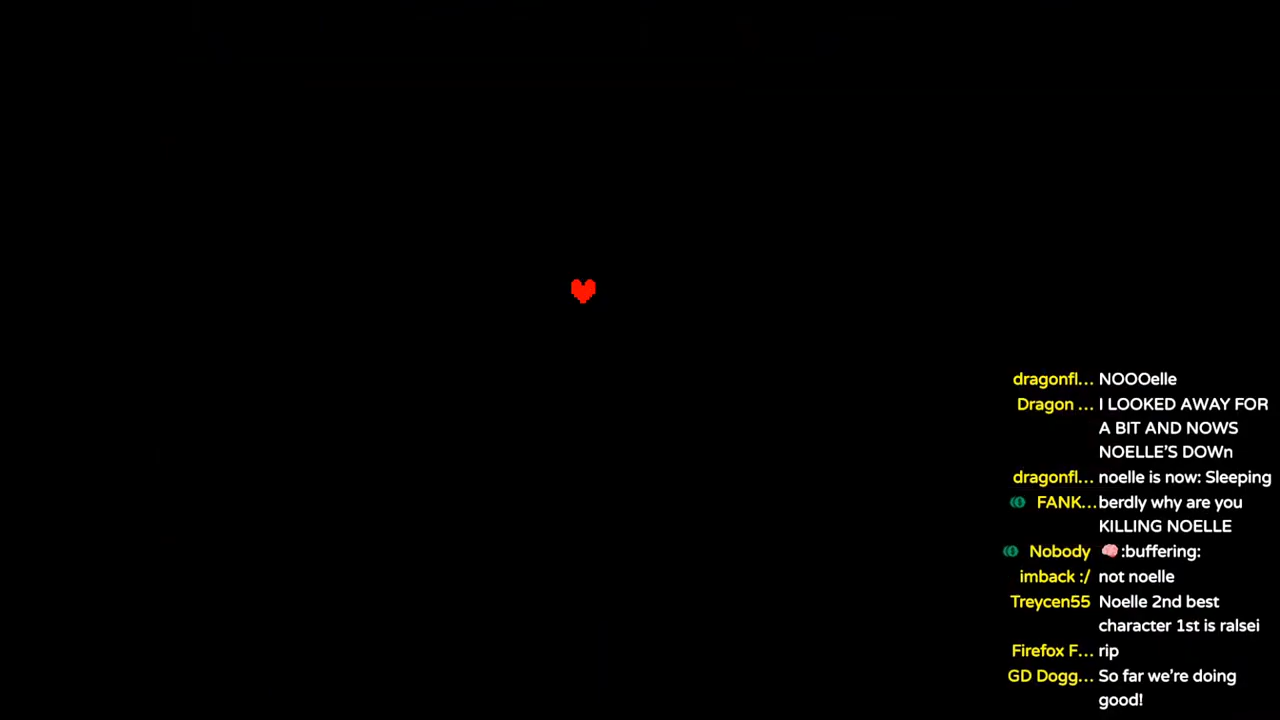 dragonfl... NOOOelle
Dragon ... I LOOKED AWAY FOR
A BIT AND NOWS
NOELLE'S DOWn
dragonfl... noelle is now: Sleeping
FANK... berdly why are you
KILLING NOELLE
Nobody 🧠 :buffering:
imback :/ not noelle
Treycen55 Noelle 2nd best
character 1st is ralsei
Firefox F... rip
GD Dogg... So far we're doing
good!